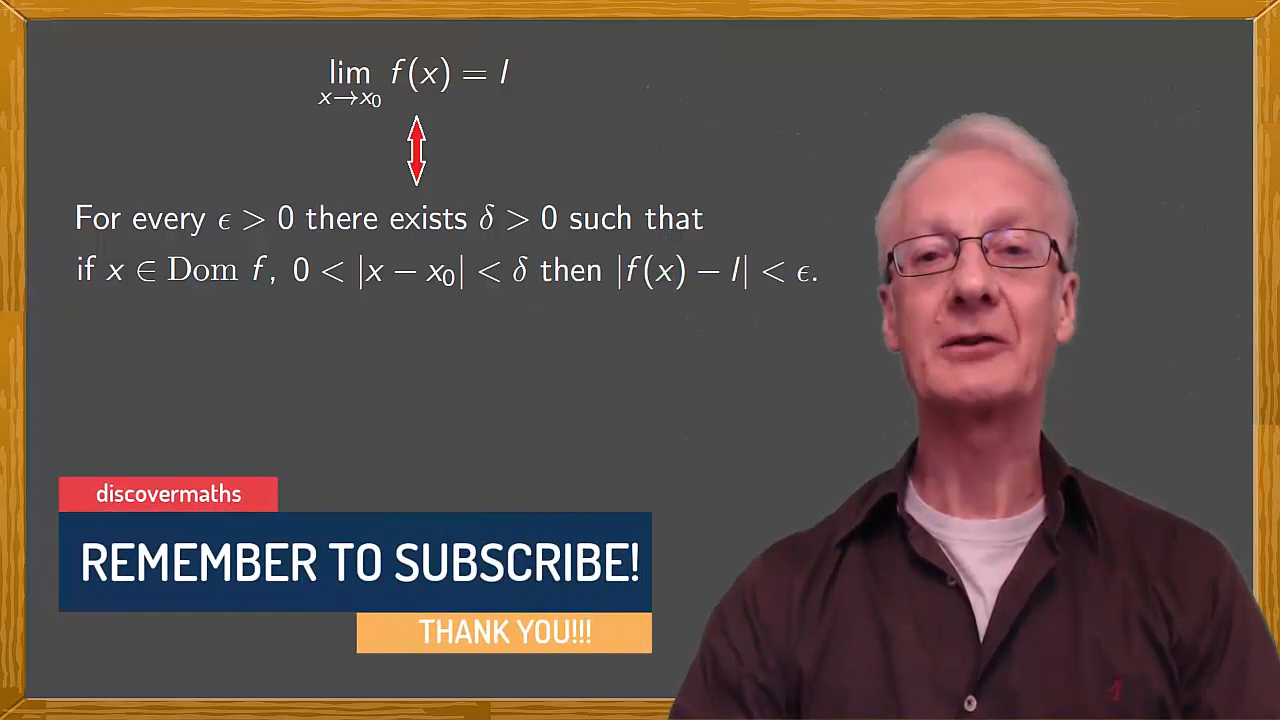 lim f(x) = l
x→x₀
For every ϵ > 0 there exists δ > 0 such that
if x ∈ Dom f, 0 < |x − x₀| < δ then |f(x) − l| < ϵ.
discovermaths
REMEMBER TO SUBSCRIBE!
THANK YOU!!!